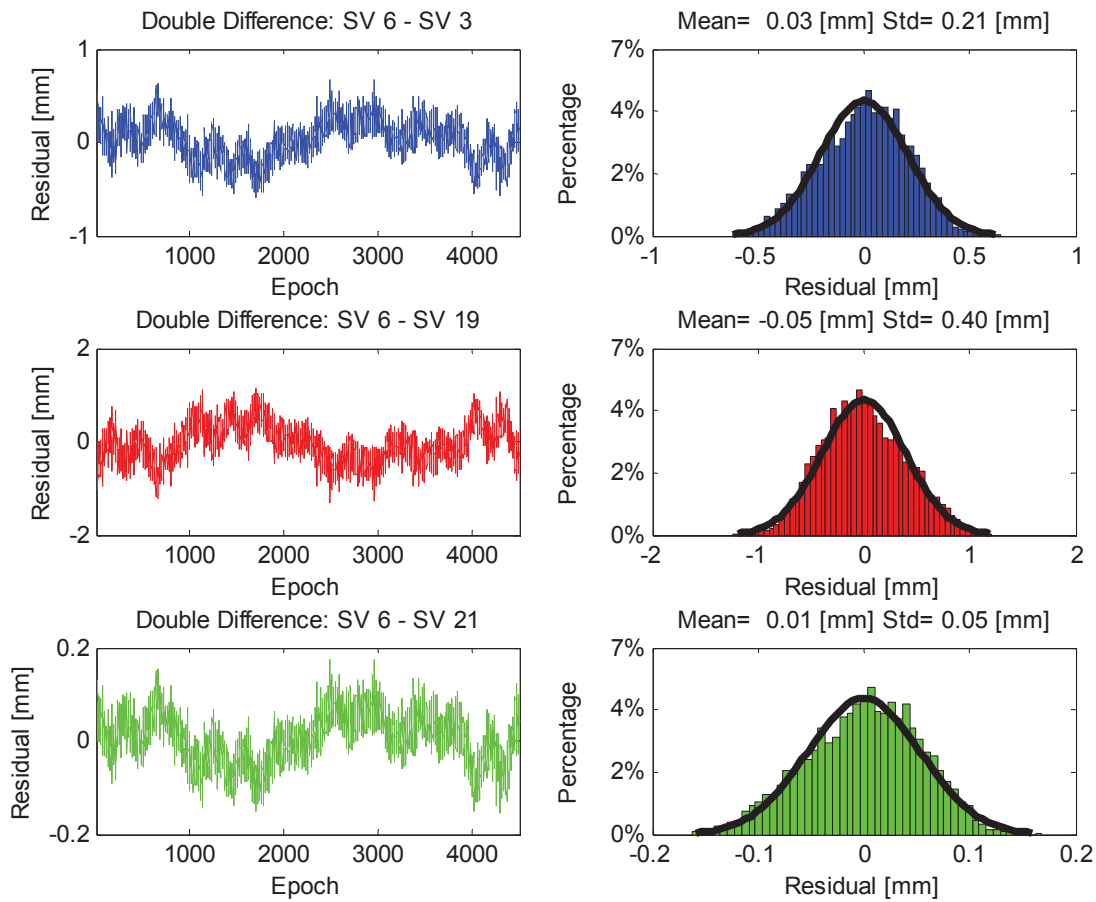 Double Difference: SV 6 - SV 3
1
0
-1
Residual [mm]
1000 2000 3000 4000
Epoch
Mean= 0.03 [mm] Std= 0.21 [mm]
7%
4%
2%
0%
Percentage
-1 -0.5 0 0.5 1
Residual [mm]
Double Difference: SV 6 - SV 19
2
0
-2
Residual [mm]
1000 2000 3000 4000
Epoch
Mean= -0.05 [mm] Std= 0.40 [mm]
7%
4%
2%
0%
Percentage
-2 -1 0 1 2
Residual [mm]
Double Difference: SV 6 - SV 21
0.2
0
-0.2
Residual [mm]
1000 2000 3000 4000
Epoch
Mean= 0.01 [mm] Std= 0.05 [mm]
7%
4%
2%
0%
Percentage
-0.2 -0.1 0 0.1 0.2
Residual [mm]